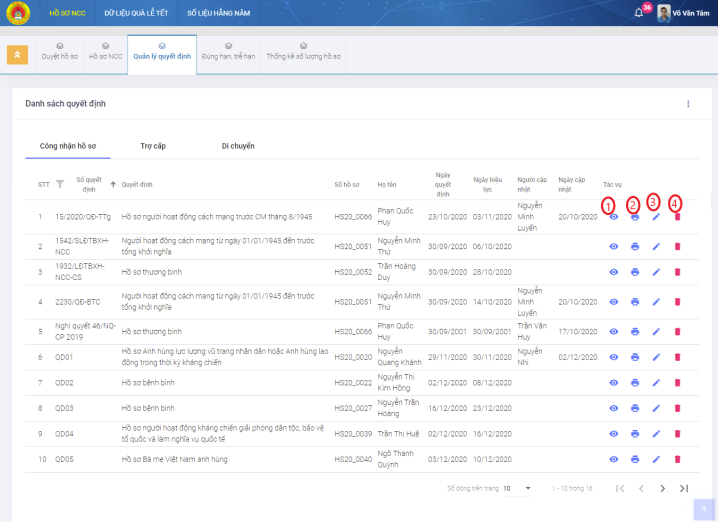 HỒ SƠ NCC DỮ LIỆU QUÀ LỄ TẾT SỐ LIỆU HẰNG NĂM 36 Võ Văn Tám
Duyệt hồ sơ Hồ sơ NCC Quản lý quyết định Đúng hạn, trễ hạn Thống kê số lượng hồ sơ
Danh sách quyết định
Công nhận hồ sơ Trợ cấp Di chuyển
STT Số quyết định Quyết định Số hồ sơ Họ tên Ngày quyết định Ngày hiệu lực Người cập nhật Ngày cập nhật Tác vụ
1 2 3 4
1 15/2020/QĐ-TTg Hồ sơ người hoạt động cách mạng trước CM tháng 8/1945 HS20_0066 Phan Quốc Huy 23/10/2020 03/11/2020 Nguyễn Minh Luyến 20/10/2020
2 1542/SLĐTBXH-NCC Người hoạt động cách mạng từ ngày 01/01/1945 đến trước tổng khởi nghĩa HS20_0051 Nguyễn Minh Thứ 30/09/2020 06/10/2020
3 1932/LĐTBXH-NCC-CS Hồ sơ thương binh HS20_0052 Trần Hoàng Duy 30/09/2020 28/10/2020
4 2230/QĐ-BTC Người hoạt động cách mạng từ ngày 01/01/1945 đến trước tổng khởi nghĩa HS20_0051 Nguyễn Minh Thứ 30/09/2020 14/10/2020 Nguyễn Minh Luyến 20/10/2020
5 Nghị quyết 46/NQ-CP 2019 Hồ sơ thương binh HS20_0066 Phan Quốc Huy 30/09/2001 30/09/2001 Trần Văn Huy 17/10/2020
6 QD01 Hồ sơ Anh hùng lực lượng vũ trang nhân dân hoặc Anh hùng lao động trong thời kỳ kháng chiến HS20_0020 Nguyễn Quang Khánh 29/11/2020 30/11/2020 Nguyễn Nhi 02/12/2020
7 QD02 Hồ sơ bệnh binh HS20_0022 Nguyễn Thị Kim Hồng 02/12/2020 08/12/2020
8 QD03 Hồ sơ bệnh binh HS20_0027 Nguyễn Trần Hoàng 16/12/2020 23/12/2020
9 QD04 Hồ sơ người hoạt động kháng chiến giải phóng dân tộc, bảo vệ tổ quốc và làm nghĩa vụ quốc tế HS20_0039 Trần Thị Huệ 02/12/2020 16/12/2020
10 QD05 Hồ sơ Bà mẹ Việt Nam anh hùng HS20_0040 Ngô Thanh Quỳnh 03/12/2020 10/12/2020
Số dòng trên trang 10 1 - 10 trong 16